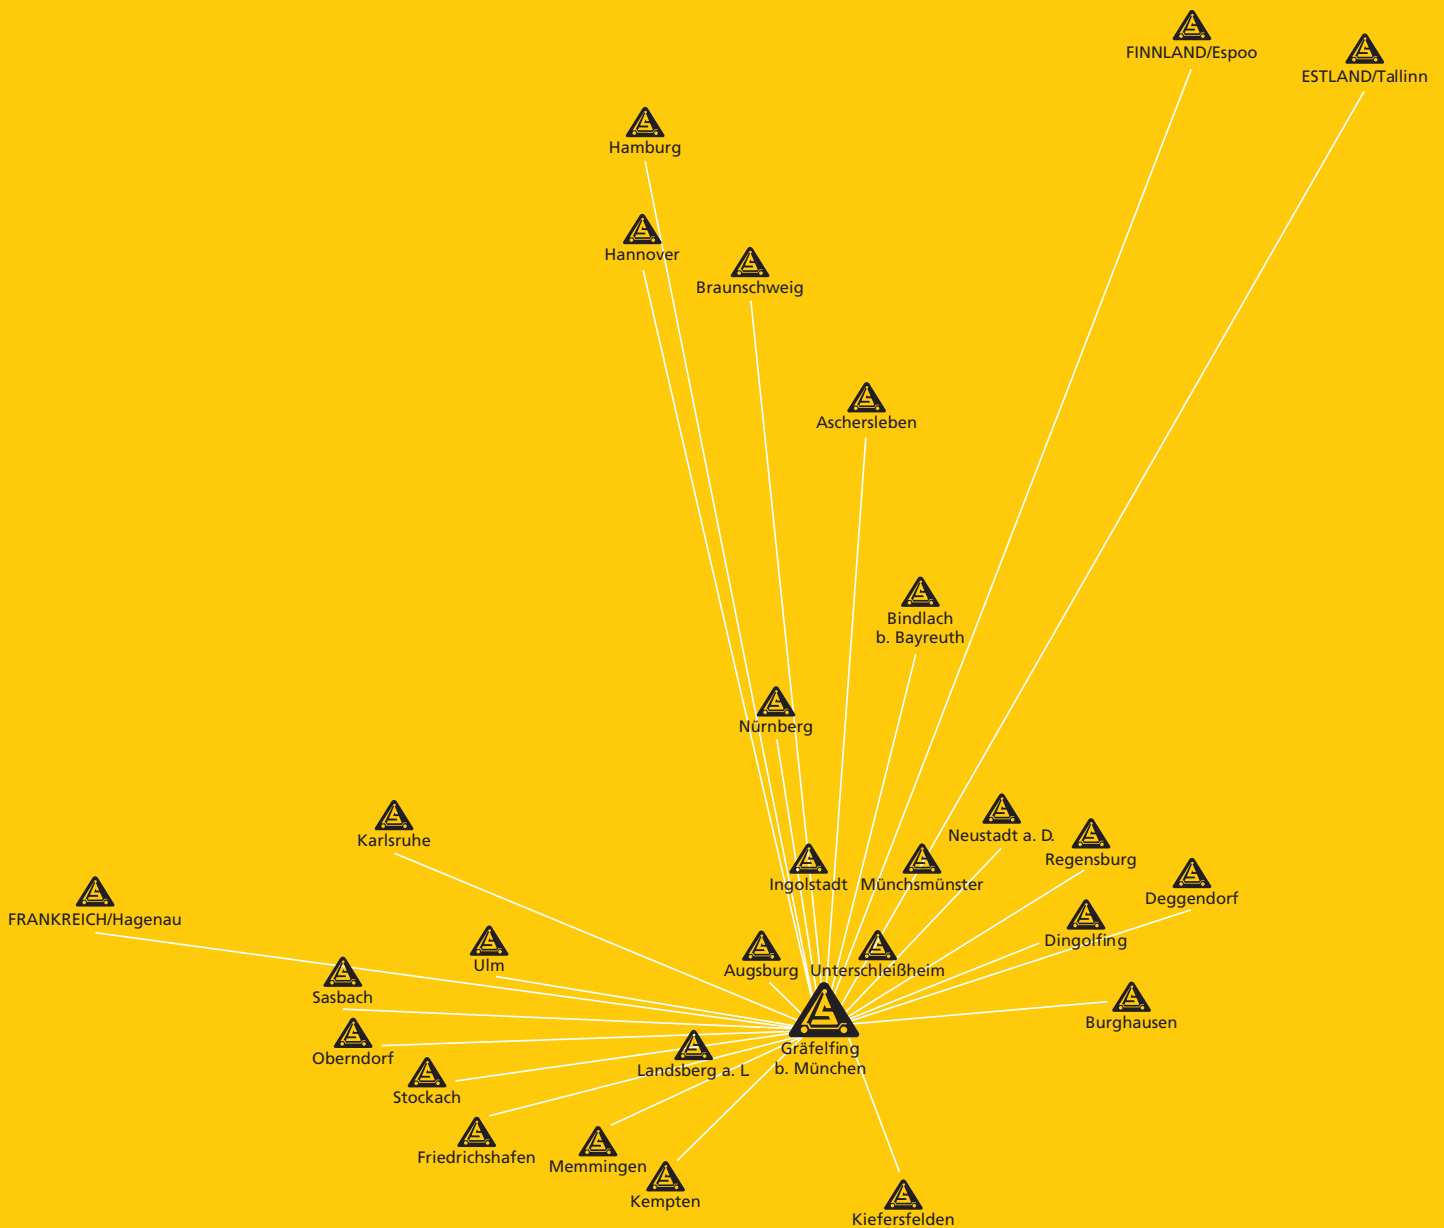 FINNLAND/Espoo
ESTLAND/Tallinn
Hamburg
Hannover
Braunschweig
Aschersleben
Bindlach
b. Bayreuth
Nürnberg
Karlsruhe
Neustadt a. D.
Regensburg
Ingolstadt
Münchsmünster
Deggendorf
FRANKREICH/Hagenau
Dingolfing
Ulm
Augsburg
Unterschleißheim
Sasbach
Burghausen
Oberndorf
Gräfelfing
b. München
Landsberg a. L
Stockach
Friedrichshafen
Memmingen
Kempten
Kiefersfelden